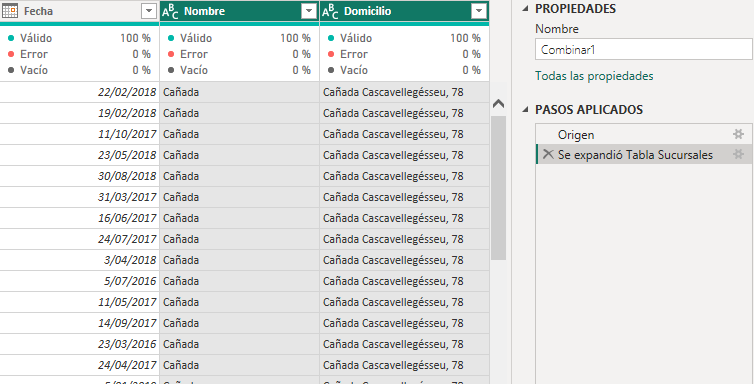 Fecha ABC Nombre ABC Domicilio
Válido 100 % Válido 100 % Válido 100 %
Error 0 % Error 0 % Error 0 %
Vacío 0 % Vacío 0 % Vacío 0 %
22/02/2018 Cañada Cañada Cascavellegésseu, 78
19/02/2018 Cañada Cañada Cascavellegésseu, 78
11/10/2017 Cañada Cañada Cascavellegésseu, 78
23/05/2018 Cañada Cañada Cascavellegésseu, 78
30/08/2018 Cañada Cañada Cascavellegésseu, 78
31/03/2017 Cañada Cañada Cascavellegésseu, 78
16/06/2017 Cañada Cañada Cascavellegésseu, 78
24/07/2017 Cañada Cañada Cascavellegésseu, 78
3/04/2018 Cañada Cañada Cascavellegésseu, 78
5/07/2016 Cañada Cañada Cascavellegésseu, 78
11/05/2017 Cañada Cañada Cascavellegésseu, 78
14/09/2017 Cañada Cañada Cascavellegésseu, 78
23/03/2016 Cañada Cañada Cascavellegésseu, 78
24/04/2017 Cañada Cañada Cascavellegésseu, 78
PROPIEDADES
Nombre
Combinar1
Todas las propiedades
PASOS APLICADOS
Origen
Se expandió Tabla Sucursales